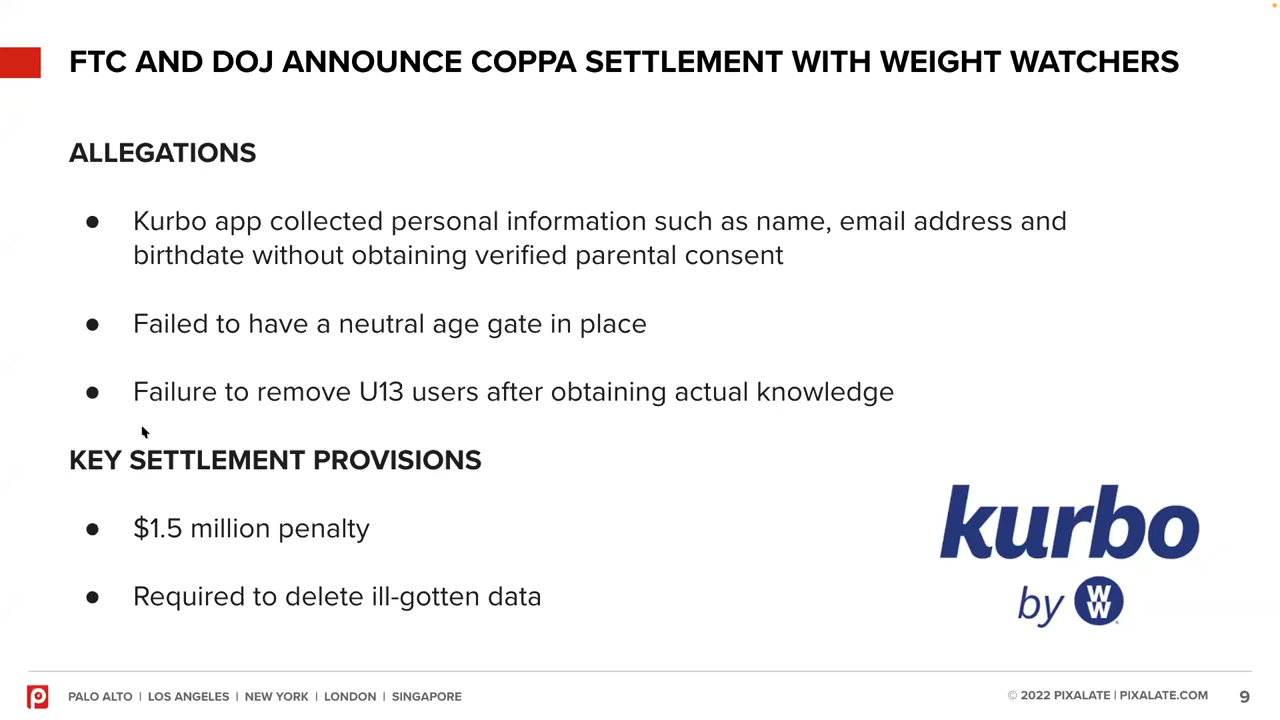 FTC AND DOJ ANNOUNCE COPPA SETTLEMENT WITH WEIGHT WATCHERS
ALLEGATIONS
● Kurbo app collected personal information such as name, email address and
birthdate without obtaining verified parental consent
● Failed to have a neutral age gate in place
● Failure to remove U13 users after obtaining actual knowledge
KEY SETTLEMENT PROVISIONS
● $1.5 million penalty
● Required to delete ill-gotten data
kurbo
by WW
PALO ALTO | LOS ANGELES | NEW YORK | LONDON | SINGAPORE
© 2022 PIXALATE | PIXALATE.COM 9